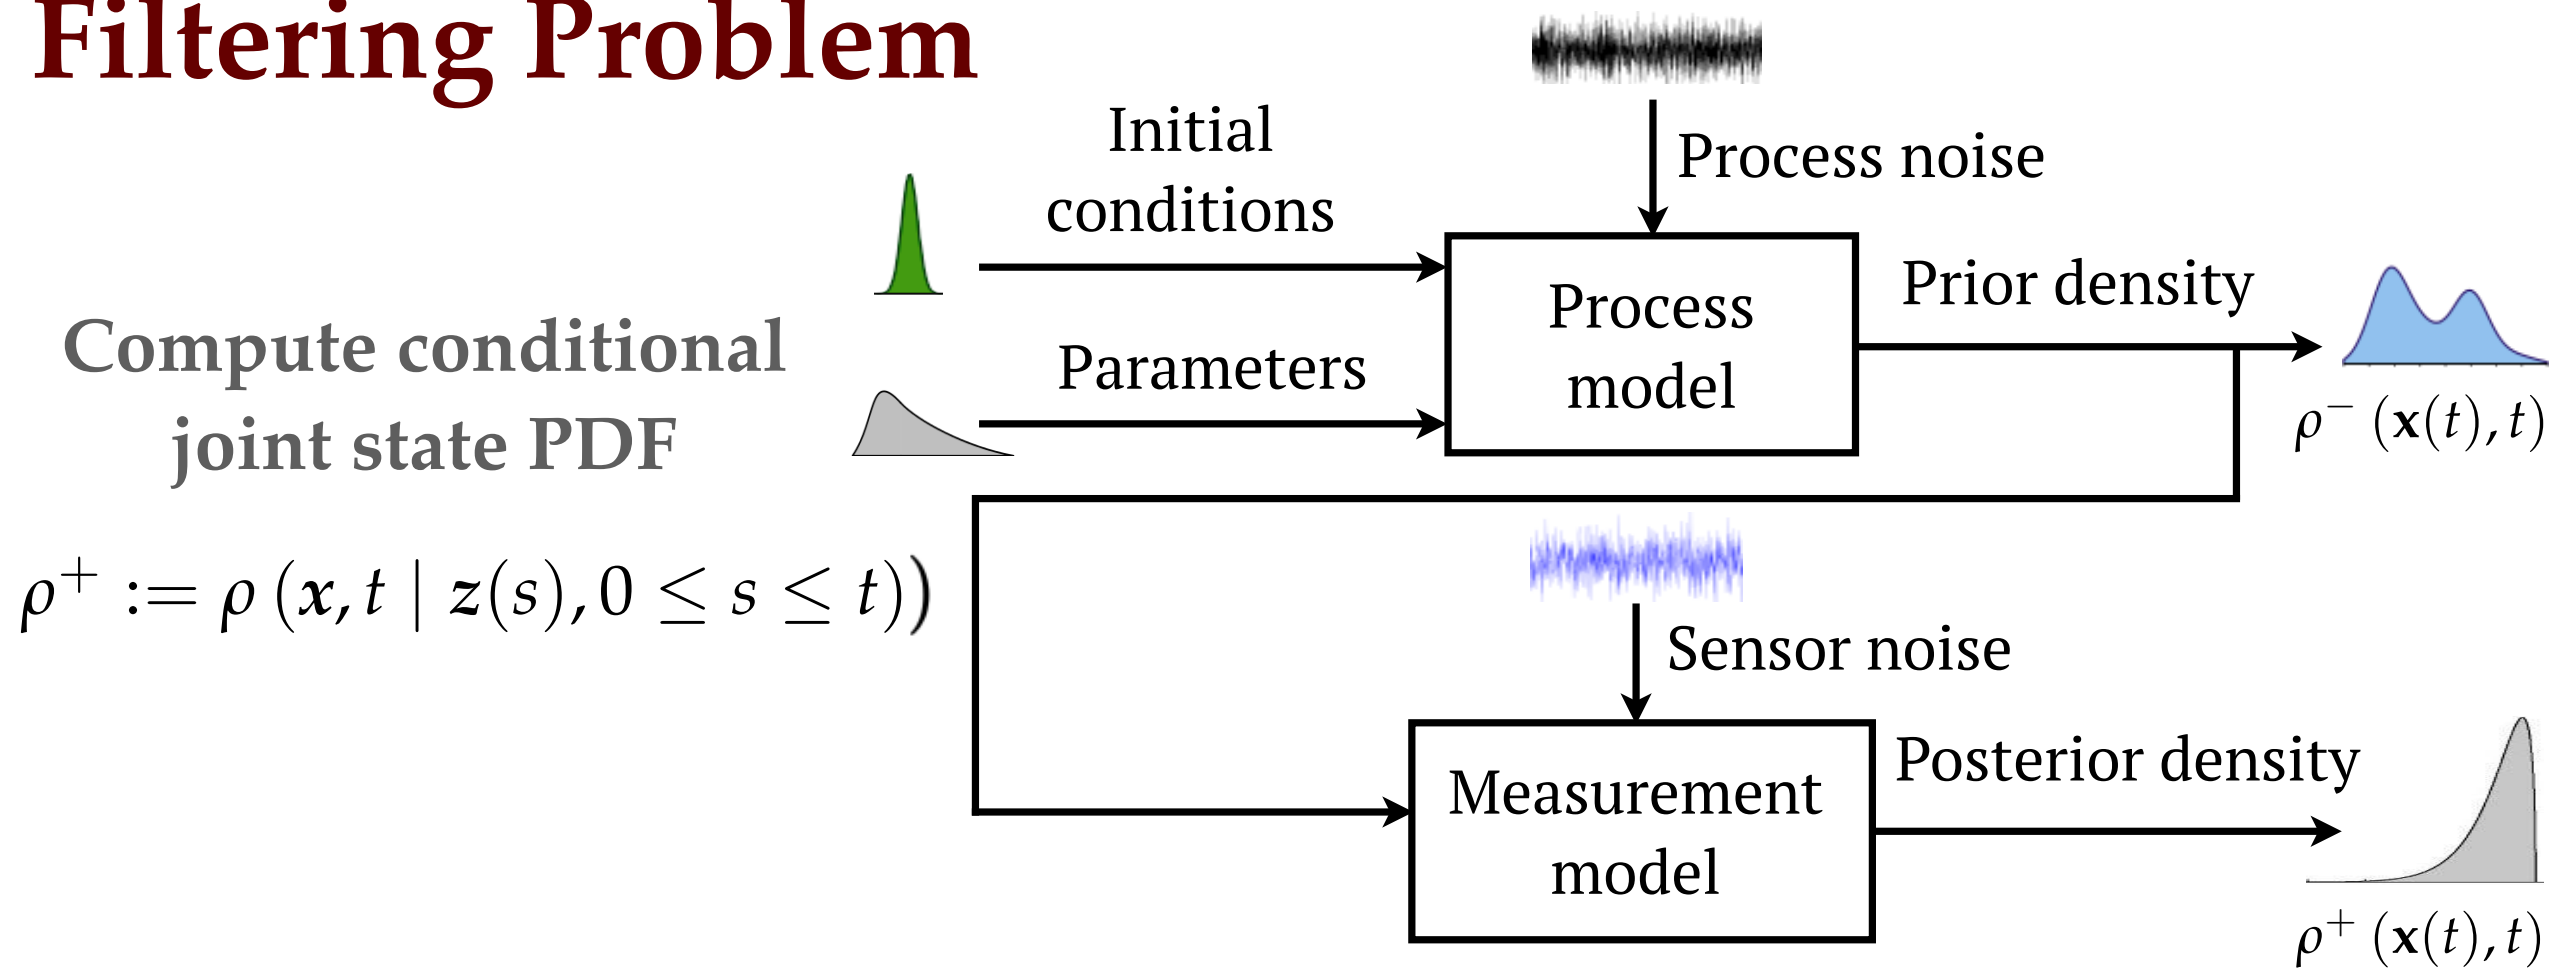 Filtering Problem
Compute conditional
joint state PDF
ρ⁺ := ρ (x, t | z(s), 0 ≤ s ≤ t))
Initial
conditions
Parameters
Process noise
Process
model
Prior density
ρ⁻ (x(t), t)
Sensor noise
Measurement
model
Posterior density
ρ⁺ (x(t), t)